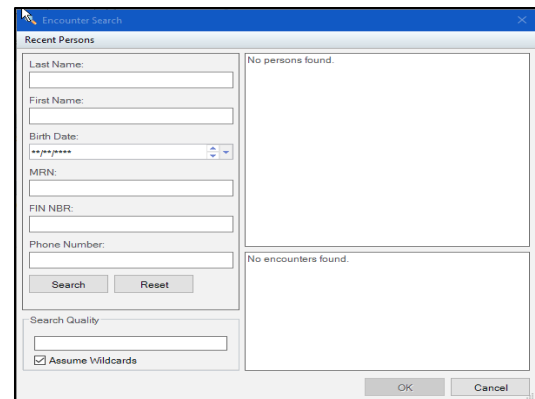 Encounter Search
Recent Persons
Last Name:
First Name:
Birth Date:
**/**/****
MRN:
FIN NBR:
Phone Number:
Search Reset
Search Quality
Assume Wildcards
No persons found.
No encounters found.
OK Cancel